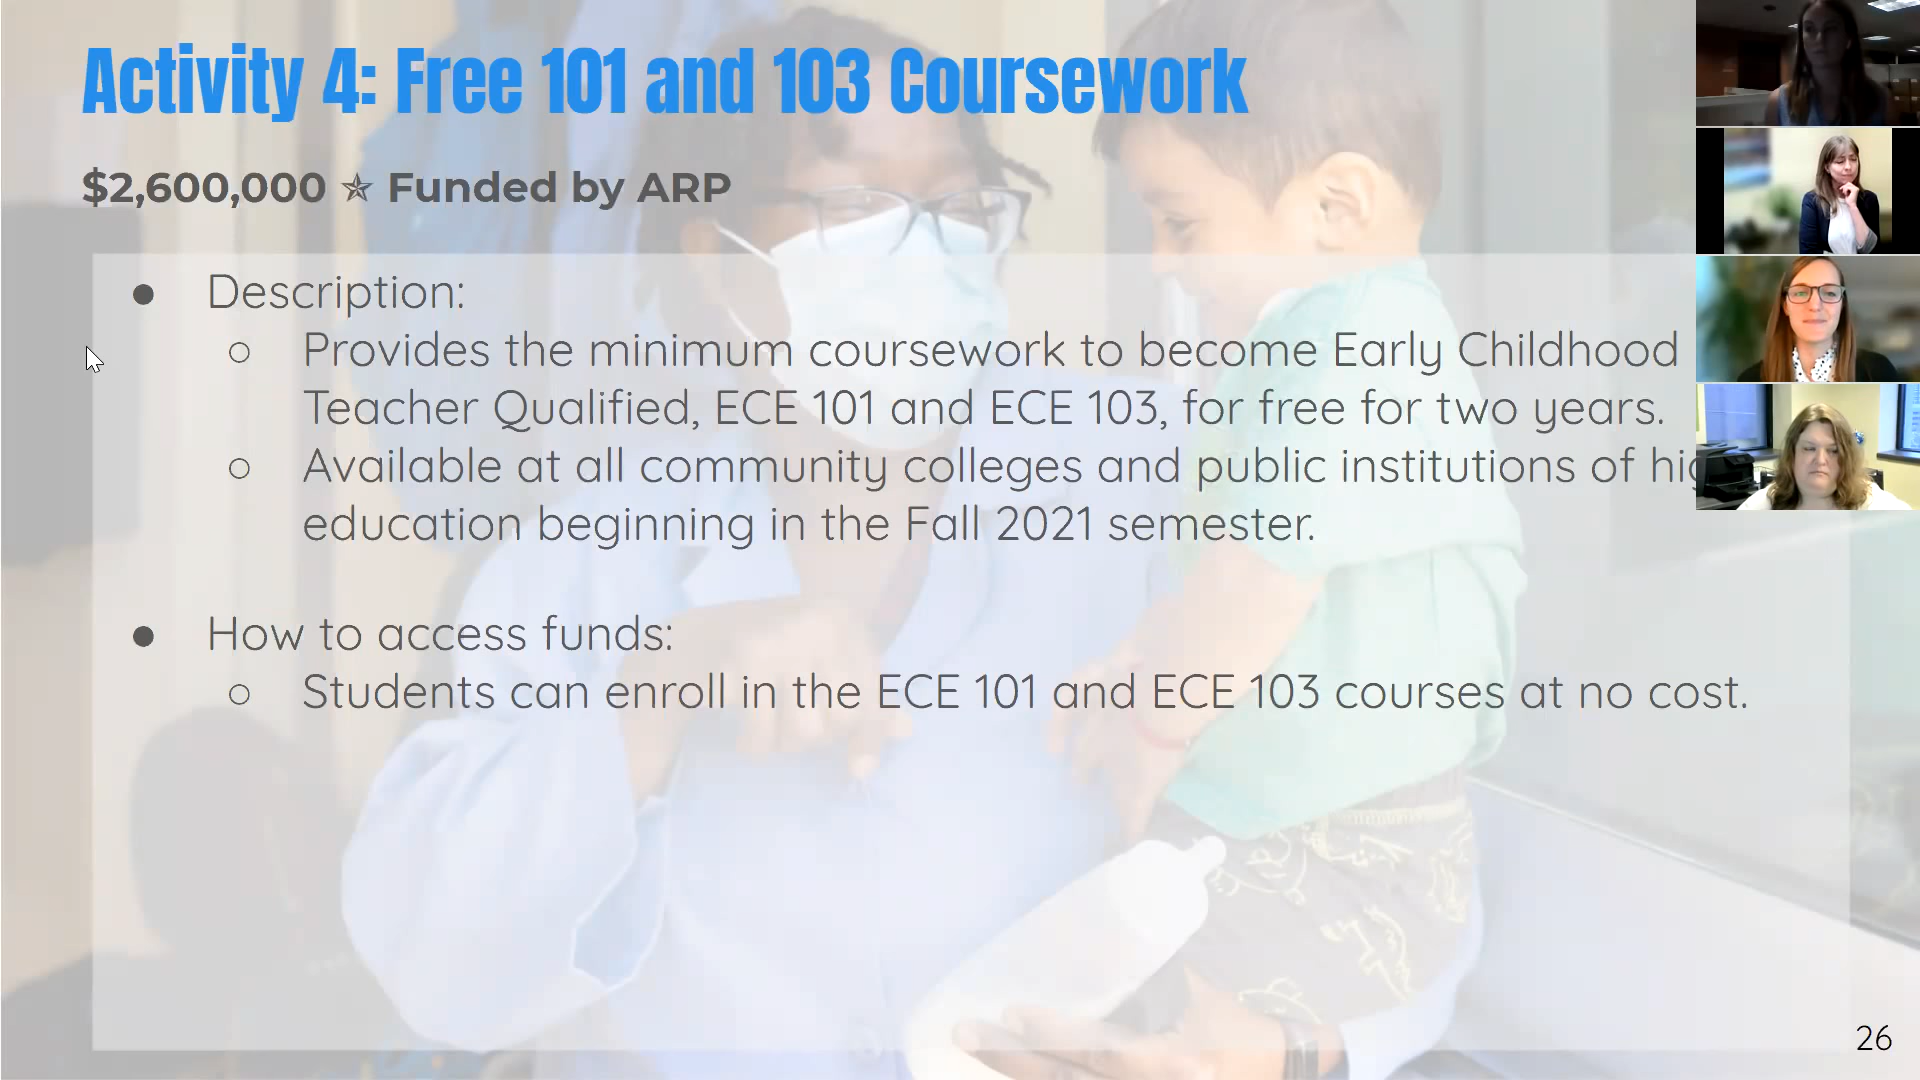 Activity 4: Free 101 and 103 Coursework
$2,600,000 ✯ Funded by ARP
● Description:
○ Provides the minimum coursework to become Early Childhood
Teacher Qualified, ECE 101 and ECE 103, for free for two years.
○ Available at all community colleges and public institutions of
education beginning in the Fall 2021 semester.
● How to access funds:
○ Students can enroll in the ECE 101 and ECE 103 courses at no cost.
26